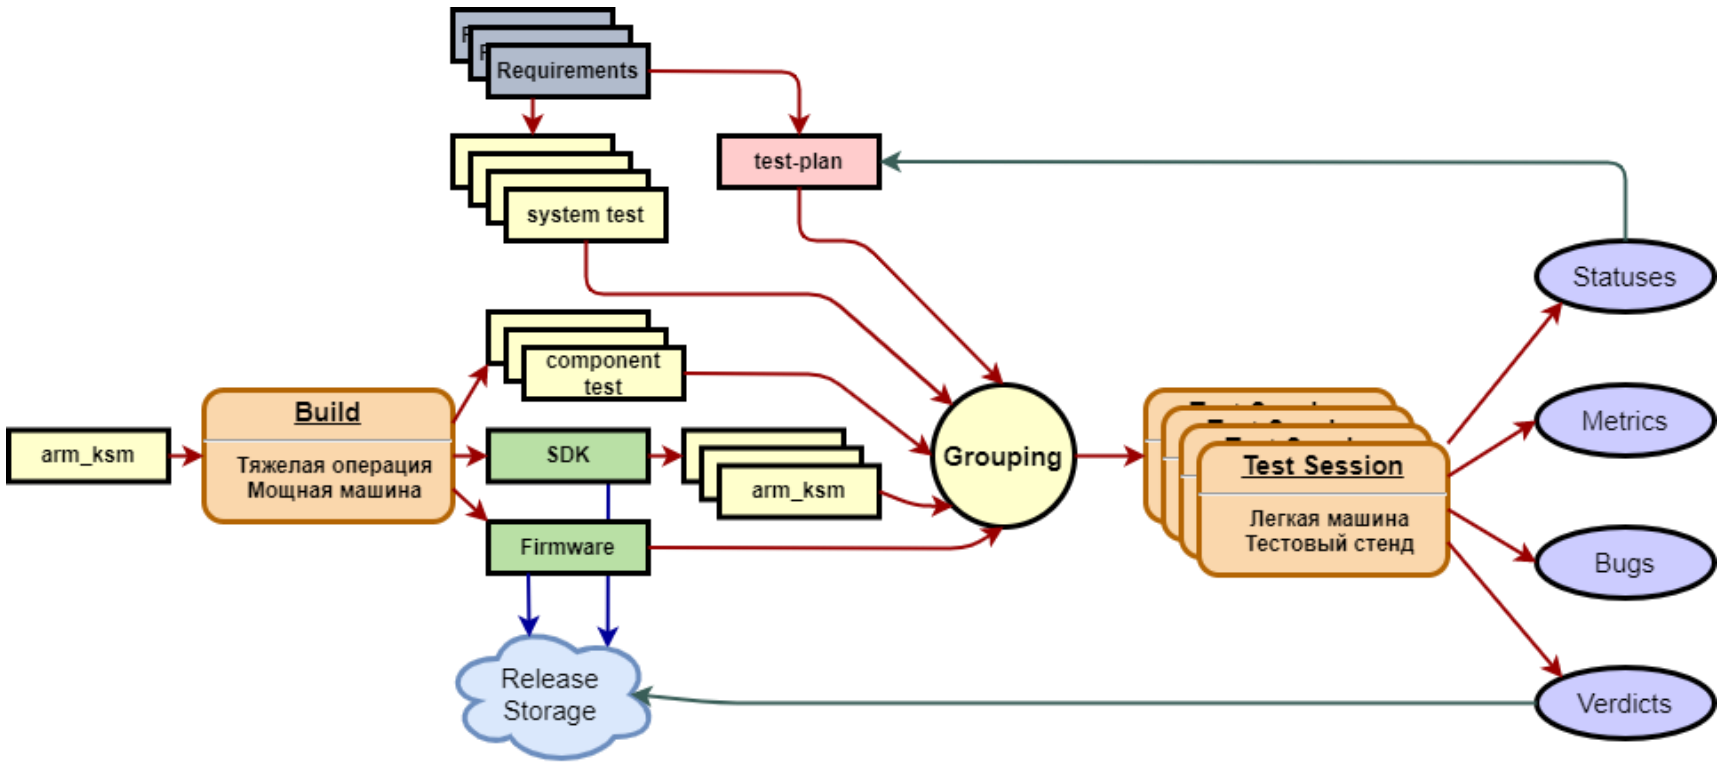 Requirements
test-plan
system test
Statuses
component
test
Build
Тяжелая операция
Мощная машина
arm_ksm
SDK
arm_ksm
Firmware
Grouping
Test Session
Легкая машина
Тестовый стенд
Metrics
Bugs
Release
Storage
Verdicts